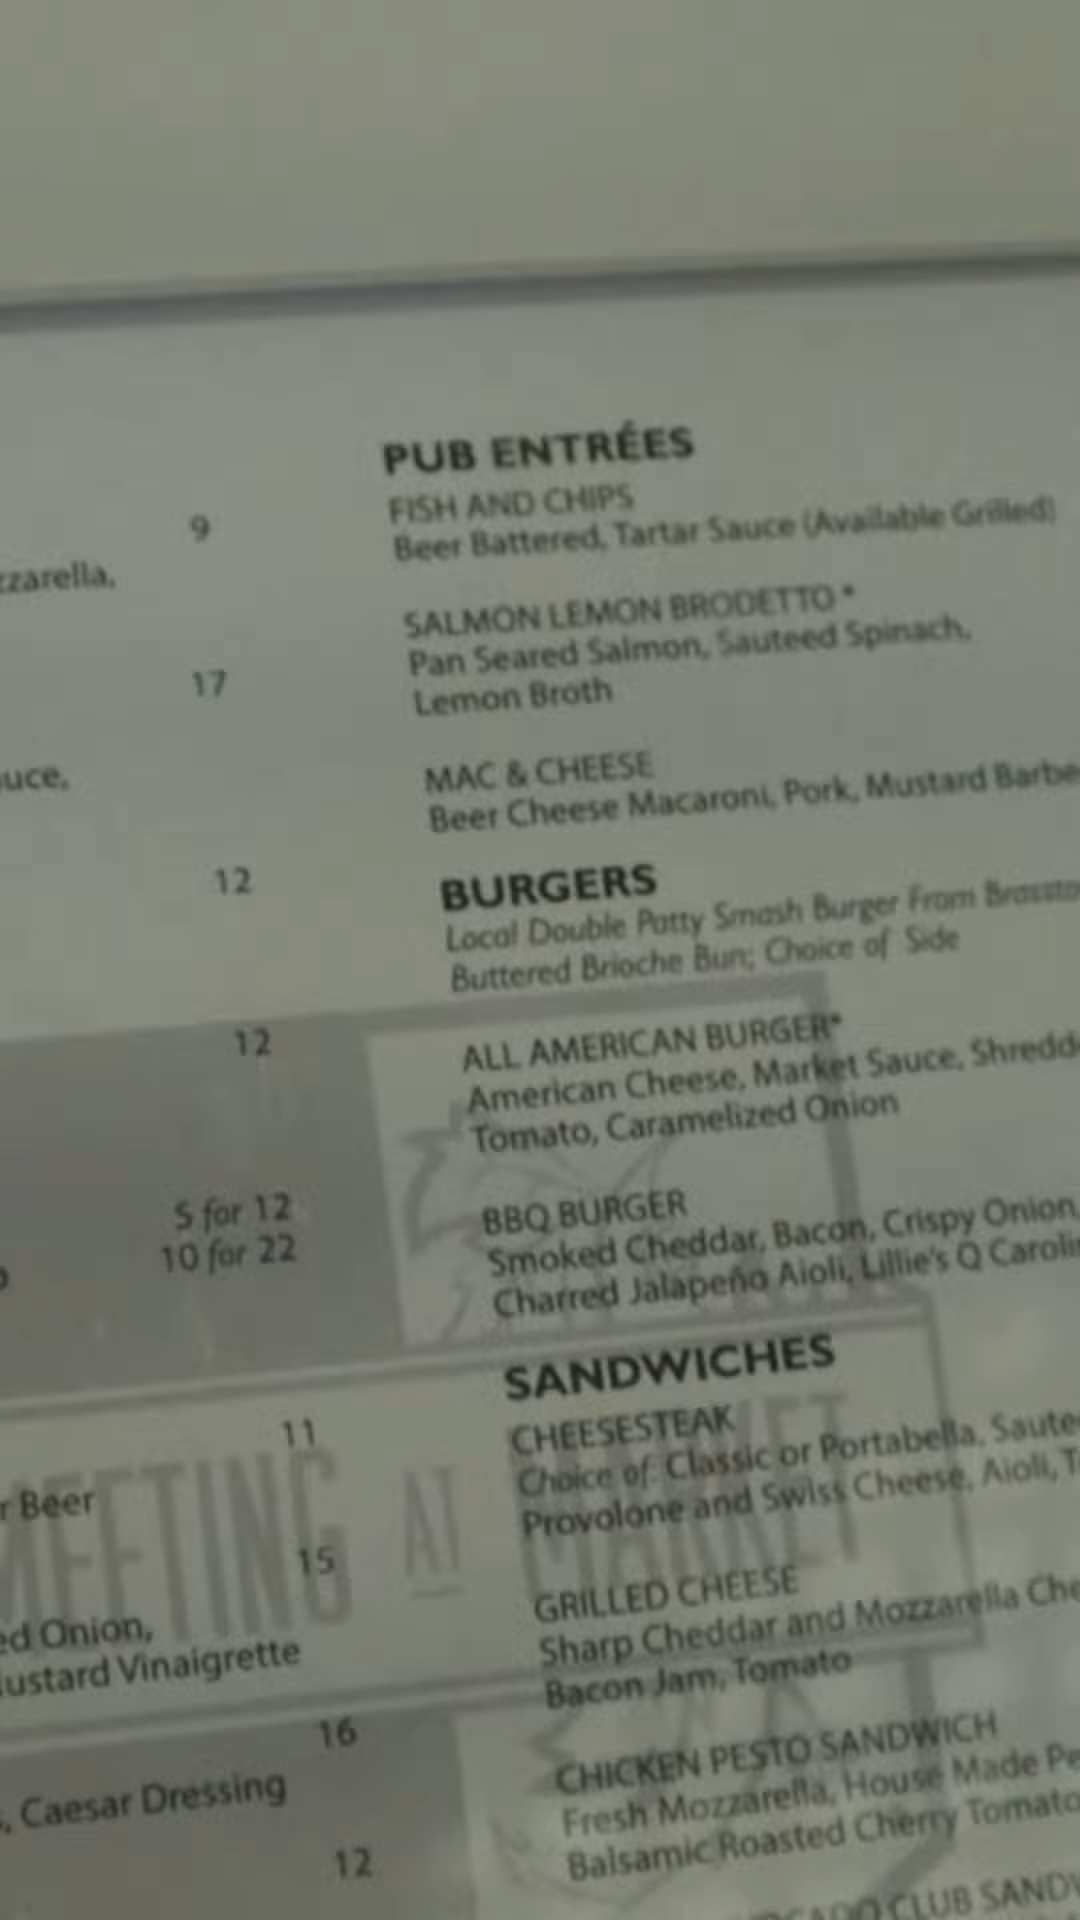 9
zzarella,
17
uce,
12
12
5 for 12
10 for 22
11
r Beer
15
ed Onion,
ustard Vinaigrette
16
, Caesar Dressing
12
PUB ENTRÉES
FISH AND CHIPS
Beer Battered, Tartar Sauce (Available Grilled)
SALMON LEMON BRODETTO *
Pan Seared Salmon, Sauteed Spinach,
Lemon Broth
MAC & CHEESE
Beer Cheese Macaroni, Pork, Mustard Barbe
BURGERS
Local Double Patty Smash Burger From Brassto
Buttered Brioche Bun; Choice of Side
ALL AMERICAN BURGER*
American Cheese, Market Sauce, Shredd
Tomato, Caramelized Onion
BBQ BURGER
Smoked Cheddar, Bacon, Crispy Onion,
Charred Jalapeño Aioli, Lillie's Q Carolin
SANDWICHES
CHEESESTEAK
Choice of: Classic or Portabella, Saute
Provolone and Swiss Cheese, Aioli, T
GRILLED CHEESE
Sharp Cheddar and Mozzarella Che
Bacon Jam, Tomato
CHICKEN PESTO SANDWICH
Fresh Mozzarella, House Made Pe
Balsamic Roasted Cherry Tomato
CLUB SANDW
MEETING AT MARKET